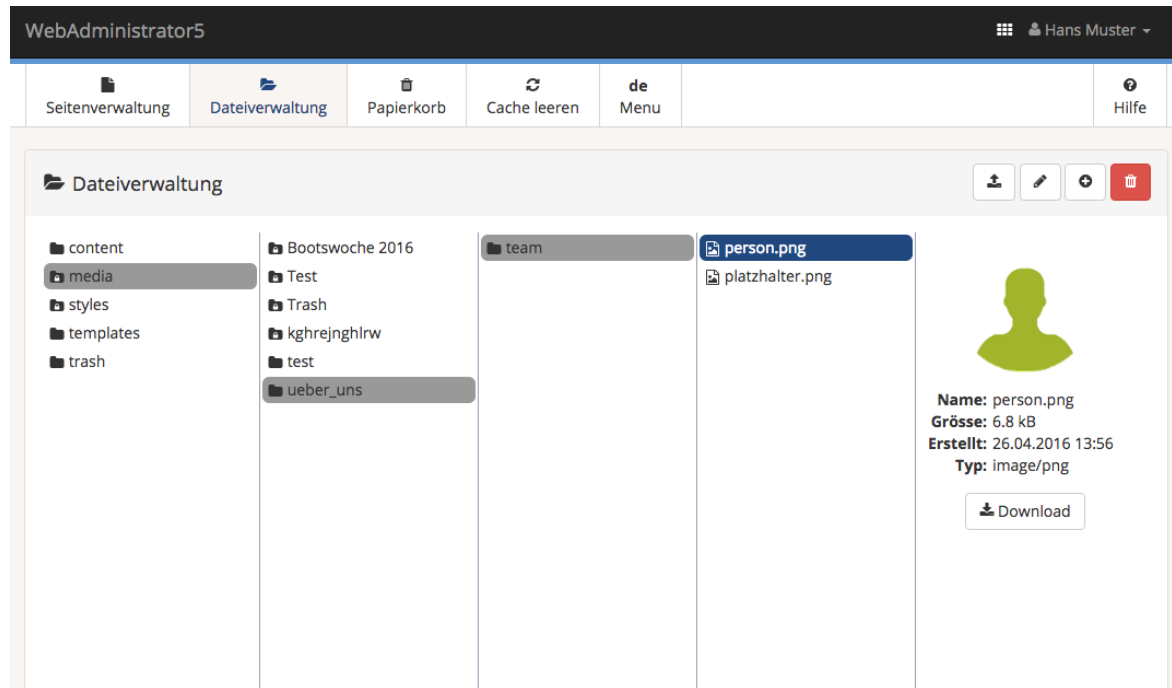 WebAdministrator5
Hans Muster
Seitenverwaltung
Dateiverwaltung
Papierkorb
Cache leeren
de
Menu
Hilfe
Dateiverwaltung
content
media
styles
templates
trash
Bootswoche 2016
Test
Trash
kghrejnghlrw
test
ueber_uns
team
person.png
platzhalter.png
Name: person.png
Grösse: 6.8 kB
Erstellt: 26.04.2016 13:56
Typ: image/png
Download